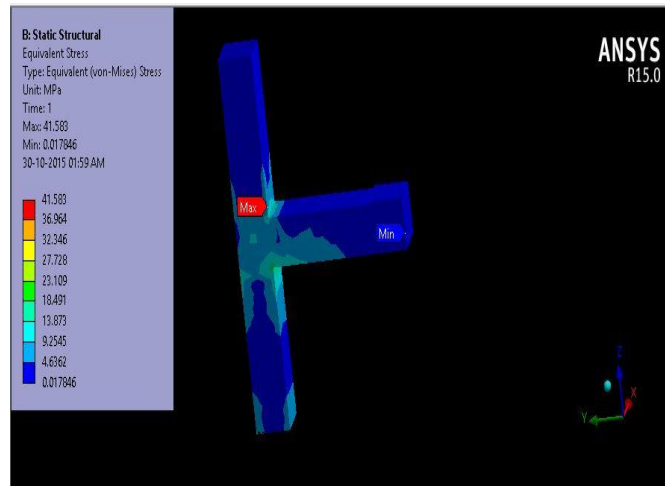 B: Static Structural
Equivalent Stress
Type: Equivalent (von-Mises) Stress
Unit: MPa
Time: 1
Max: 41.583
Min: 0.017846
30-10-2015 01:59 AM
41.583
36.964
32.346
27.728
23.109
18.491
13.873
9.2545
4.6362
0.017846
ANSYS
R15.0
Max
Min
Z
X
Y